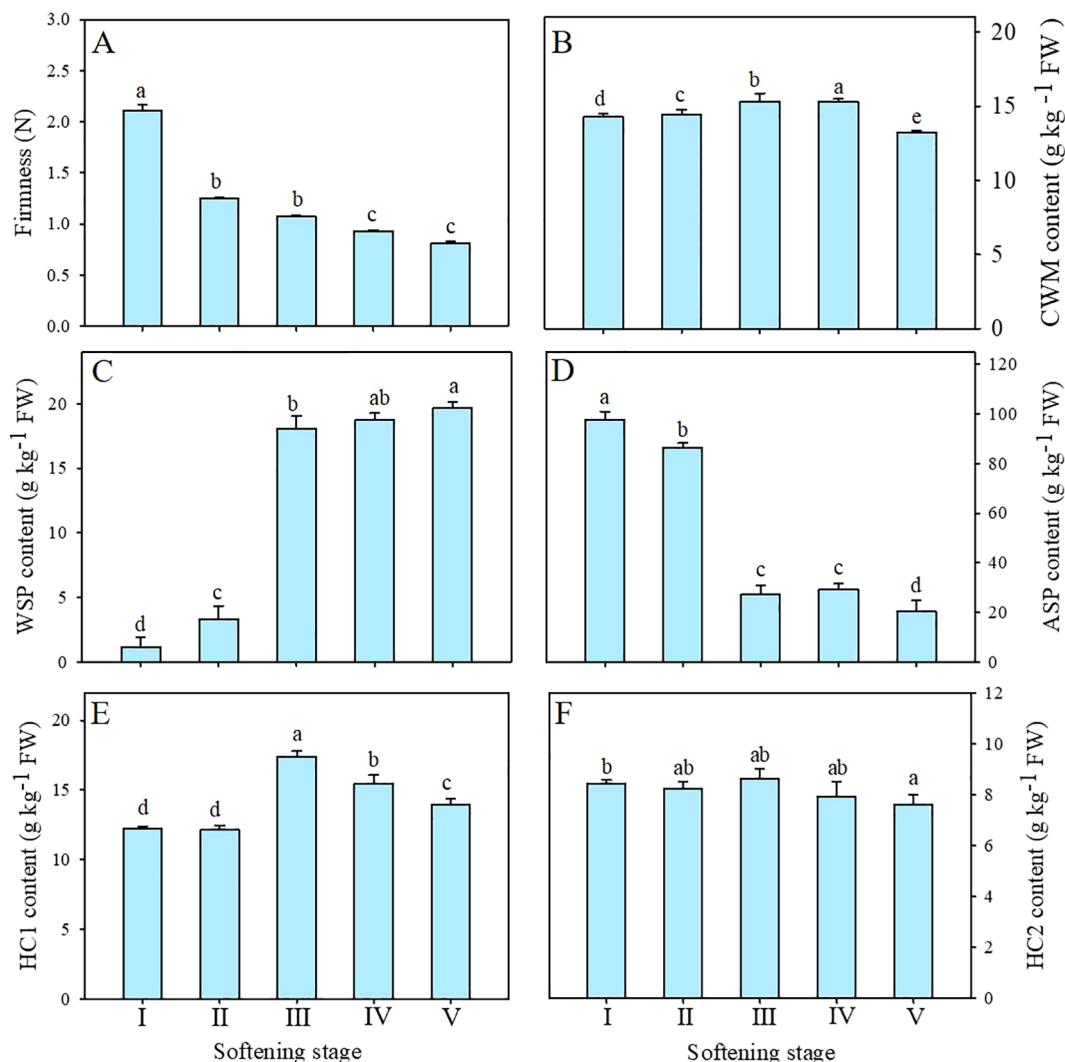 A
Firmness (N)
3.0
2.5
2.0
1.5
1.0
0.5
0.0
a
b
b
c
c
B
CWM content (g kg -1 FW)
20
15
10
5
0
d
c
b
a
e
C
WSP content (g kg-1 FW)
20
15
10
5
0
d
c
b
ab
a
D
ASP content (g kg-1 FW)
120
100
80
60
40
20
0
a
b
c
c
d
E
HC1 content (g kg-1 FW)
20
15
10
5
0
d
d
a
b
c
I
II
III
IV
V
Softening stage
F
HC2 content (g kg-1 FW)
12
10
8
6
4
2
0
b
ab
ab
ab
a
I
II
III
IV
V
Softening stage